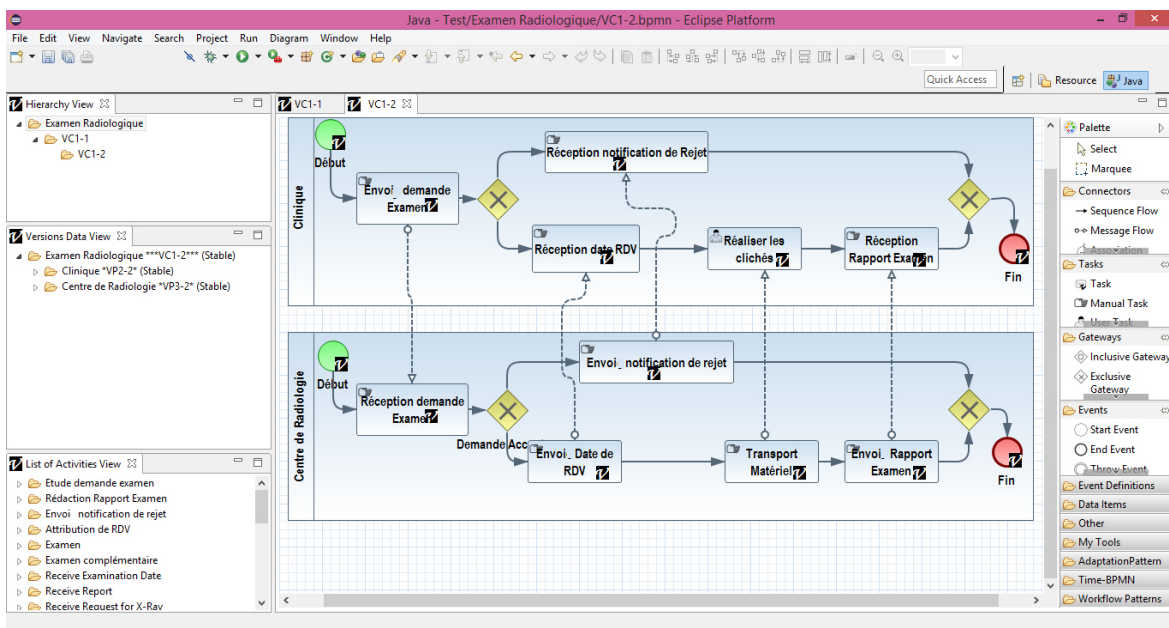 Java - Test/Examen Radiologique/VC1-2.bpmn - Eclipse Platform
File Edit View Navigate Search Project Run Diagram Window Help
Quick Access
Resource
Java
Hierarchy View
Examen Radiologique
VC1-1
VC1-2
Versions Data View
Examen Radiologique ***VC1-2*** (Stable)
Clinique *VP2-2* (Stable)
Centre de Radiologie *VP3-2* (Stable)
List of Activities View
Etude demande examen
Rédaction Rapport Examen
Envoi notification de rejet
Attribution de RDV
Examen
Examen complémentaire
Receive Examination Date
Receive Report
Receive Request for X-Ray
VC1-1
VC1-2
Clinique
Début
Envoi_ demande
Examen
Réception notification de Rejet
Réception date RDV
Réaliser les
clichés
Réception
Rapport Examen
Fin
Centre de Radiologie
Début
Réception demande
Examen
Envoi_ notification de rejet
Demande Acc
Envoi_ Date de
RDV
Transport
Matériel
Envoi_ Rapport
Examen
Fin
Palette
Select
Marquee
Connectors
Sequence Flow
Message Flow
Association
Tasks
Task
Manual Task
User Task
Gateways
Inclusive Gateway
Exclusive
Gateway
Events
Start Event
End Event
Throw Event
Event Definitions
Data Items
Other
My Tools
AdaptationPattern
Time-BPMN
Workflow Patterns